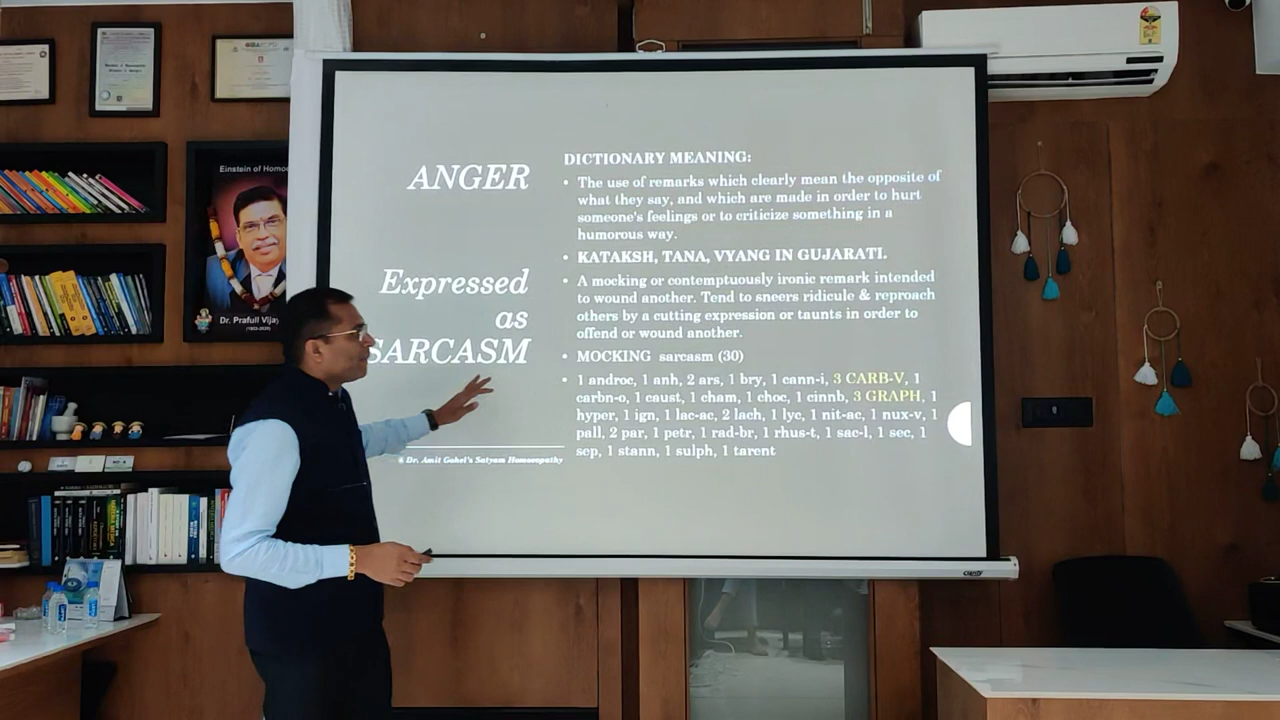 Einstein of Homoe
Dr. Prafull Vijay
ANGER
Expressed
as
SARCASM
DICTIONARY MEANING:
• The use of remarks which clearly mean the opposite of
what they say, and which are made in order to hurt
someone's feelings or to criticize something in a
humorous way.
• KATAKSH, TANA, VYANG IN GUJARATI.
• A mocking or contemptuously ironic remark intended
to wound another. Tend to sneers ridicule & reproach
others by a cutting expression or taunts in order to
offend or wound another.
• MOCKING sarcasm (30)
• 1 androc, 1 anh, 2 ars, 1 bry, 1 cann-i, 3 CARB-V, 1
carbn-o, 1 caust, 1 cham, 1 choc, 1 cinnb, 3 GRAPH, 1
hyper, 1 ign, 1 lac-ac, 2 lach, 1 lyc, 1 nit-ac, 1 nux-v, 1
pall, 2 par, 1 petr, 1 rad-br, 1 rhus-t, 1 sac-l, 1 sec, 1
sep, 1 stann, 1 sulph, 1 tarent
Dr. Amit Gohel's Satyam Homoeopathy